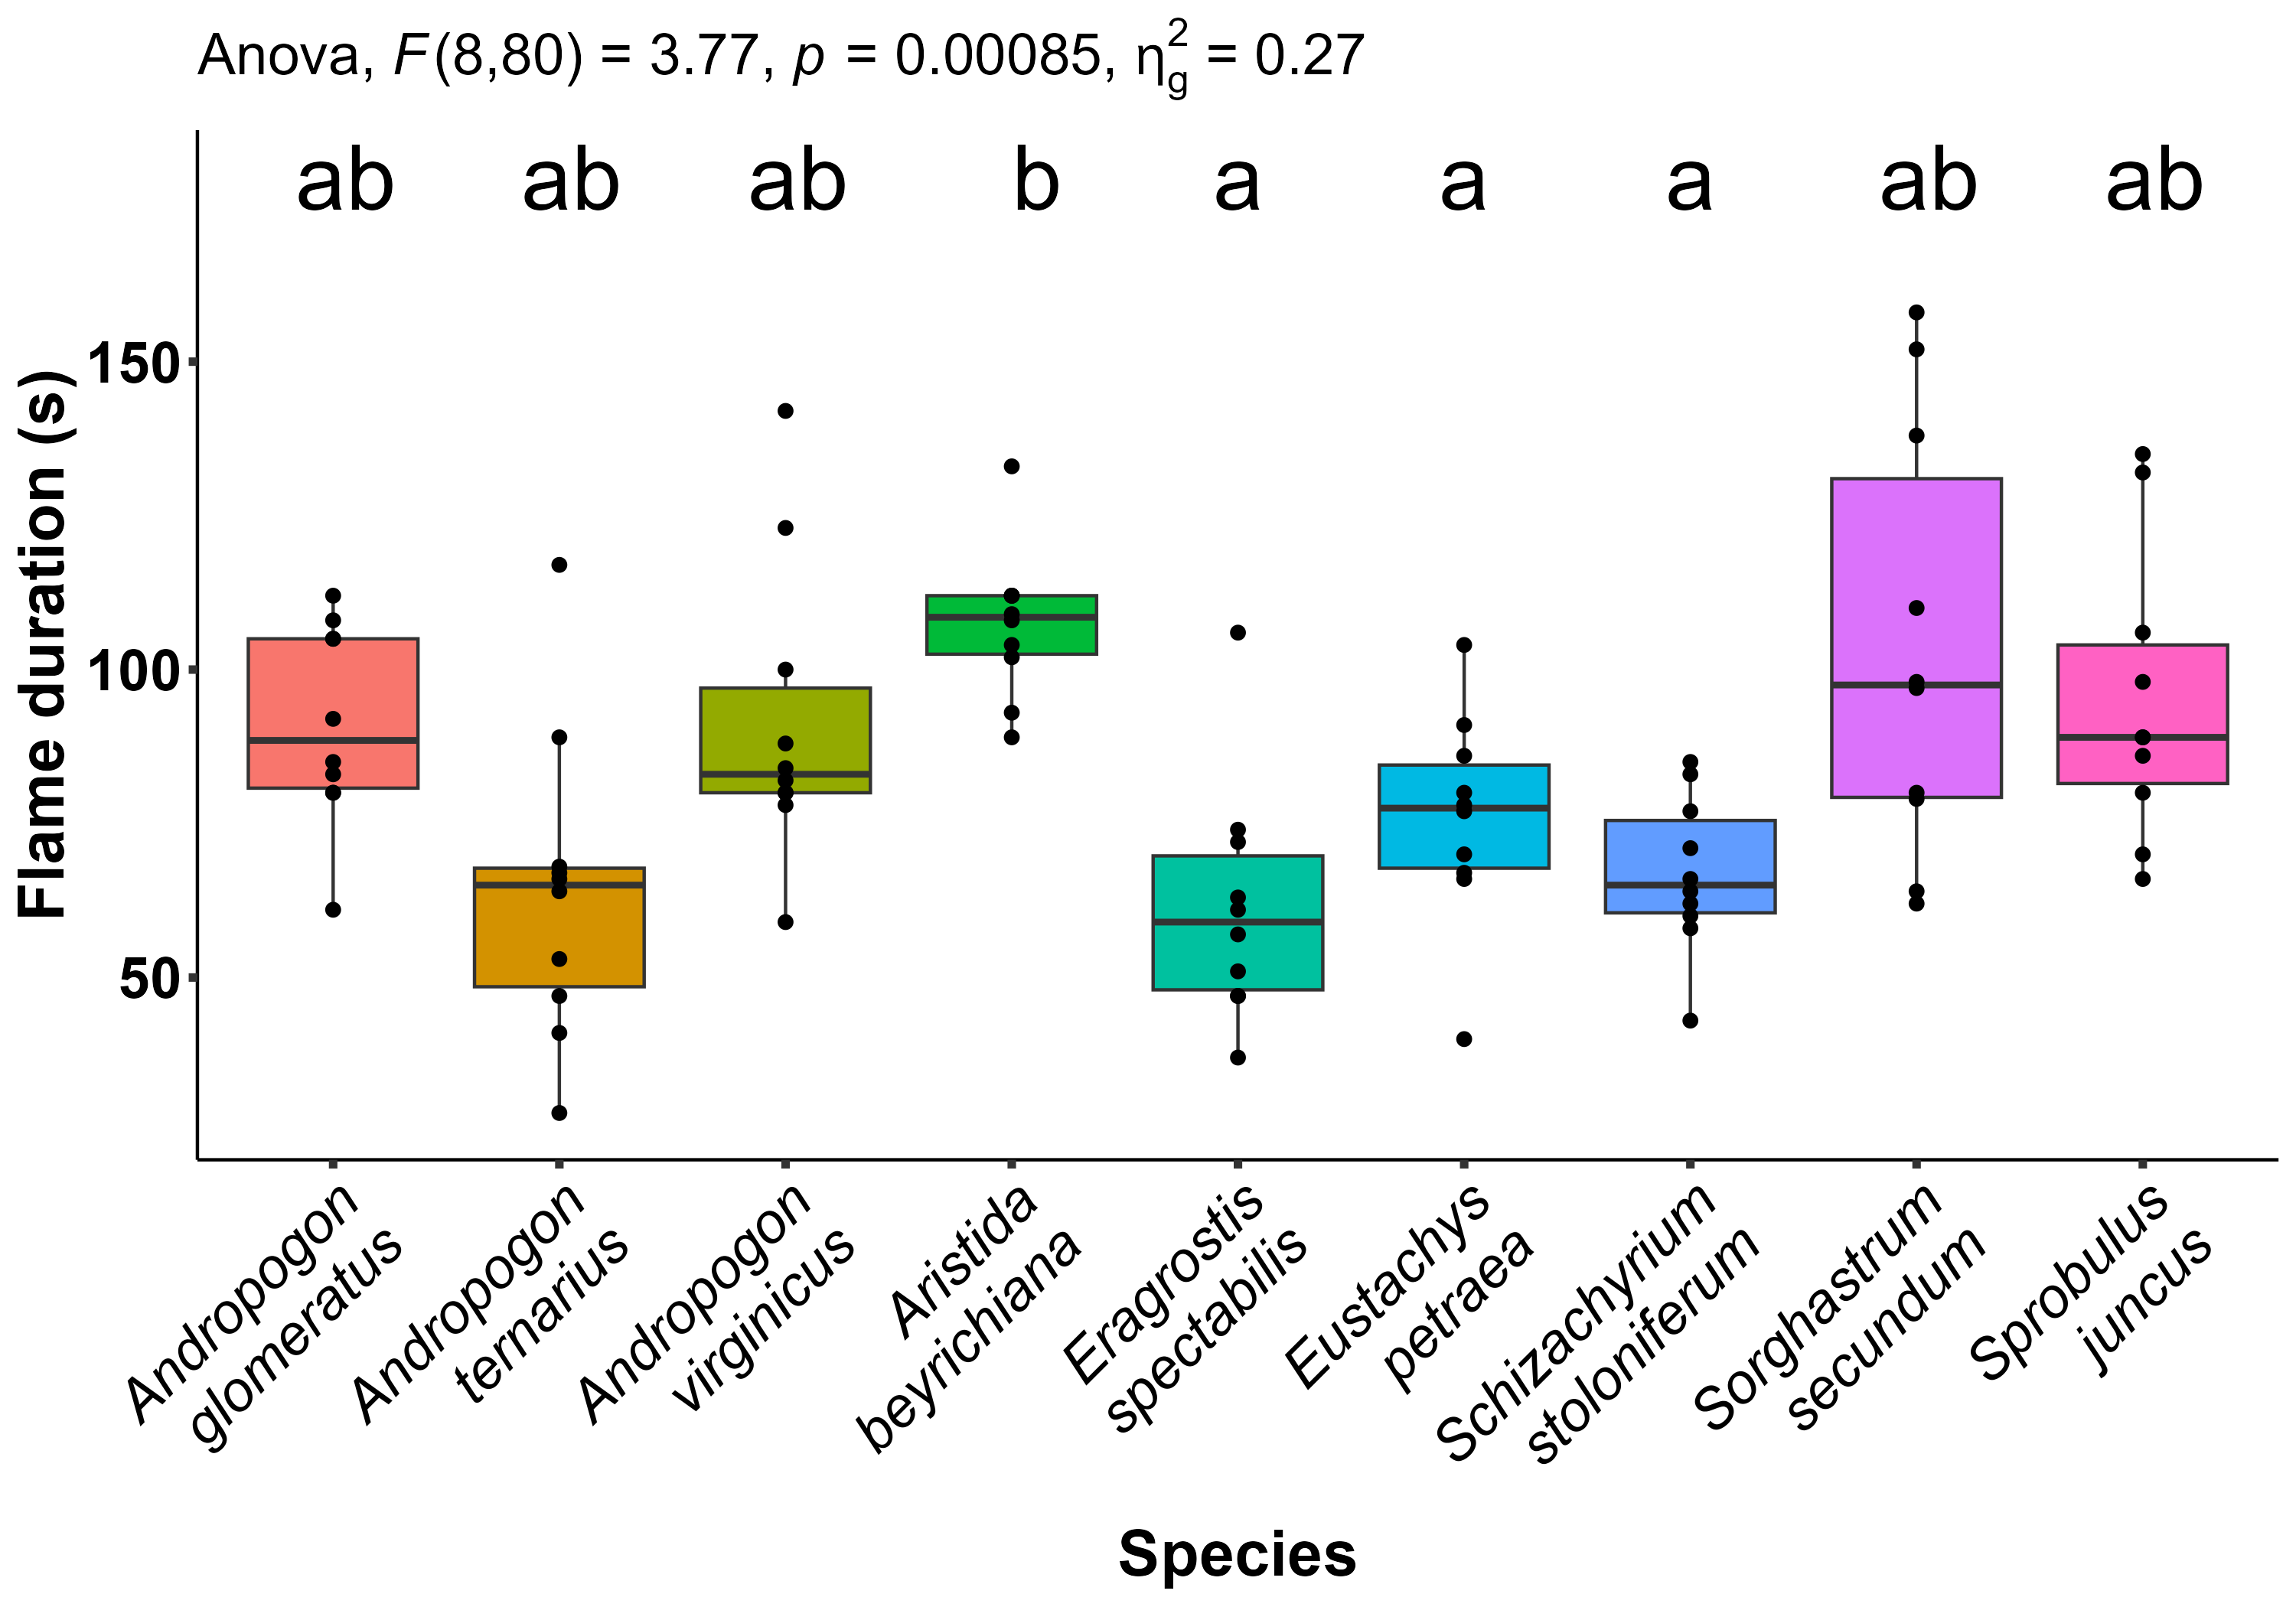 Anova, F(8,80) = 3.77, p = 0.00085, η²g = 0.27
ab ab ab b a a a ab ab
Flame duration (s)
150
100
50
Andropogon
glomeratus
Andropogon
ternarius
Andropogon
virginicus
Aristida
beyrichiana
Eragrostis
spectabilis
Eustachys
petraea
Schizachyrium
stoloniferum
Sorghastrum
secundum
Sprobulus
juncus
Species